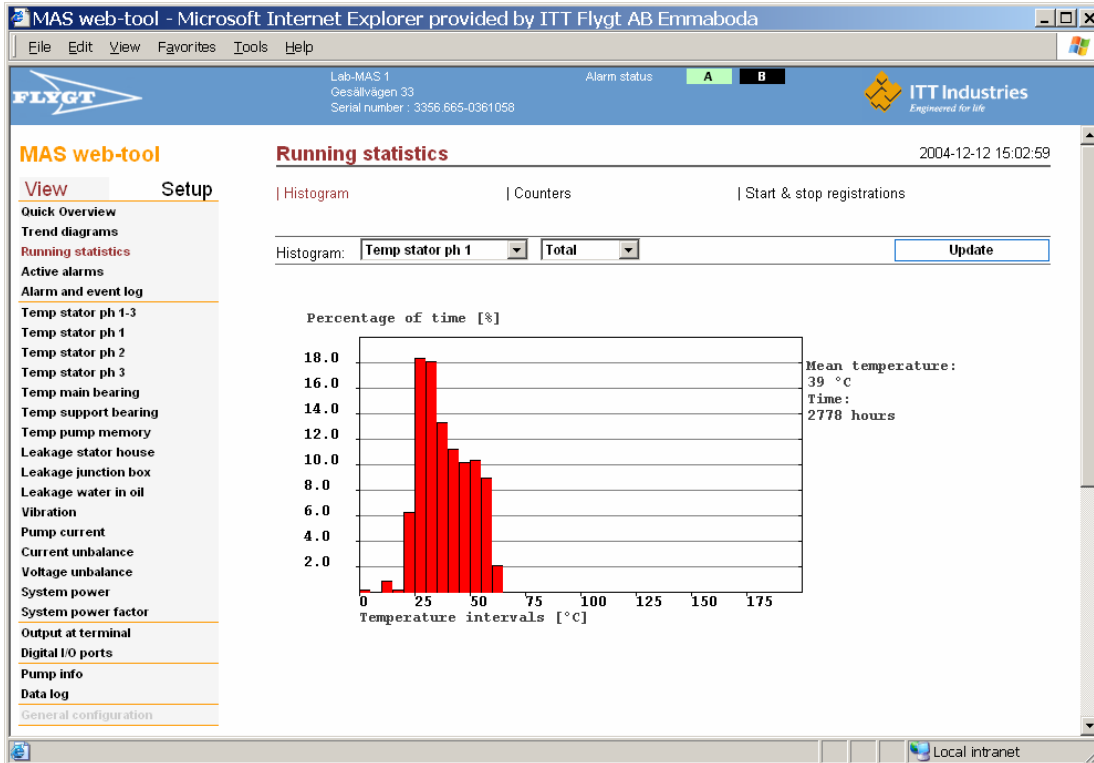 MAS web-tool - Microsoft Internet Explorer provided by ITT Flygt AB Emmaboda
File Edit View Favorites Tools Help
FLYGT
Lab-MAS 1
Gesällvägen 33
Serial number : 3356.665-0361058
Alarm status A B
ITT Industries
Engineered for life
MAS web-tool
View Setup
Quick Overview
Trend diagrams
Running statistics
Active alarms
Alarm and event log
Temp stator ph 1-3
Temp stator ph 1
Temp stator ph 2
Temp stator ph 3
Temp main bearing
Temp support bearing
Temp pump memory
Leakage stator house
Leakage junction box
Leakage water in oil
Vibration
Pump current
Current unbalance
Voltage unbalance
System power
System power factor
Output at terminal
Digital I/O ports
Pump info
Data log
General configuration
Running statistics 2004-12-12 15:02:59
| Histogram | Counters | Start & stop registrations
Histogram: Temp stator ph 1 Total Update
Percentage of time [%]
18.0
16.0
14.0
12.0
10.0
8.0
6.0
4.0
2.0
0 25 50 75 100 125 150 175
Temperature intervals [°C]
Mean temperature:
39 °C
Time:
2778 hours
Local intranet